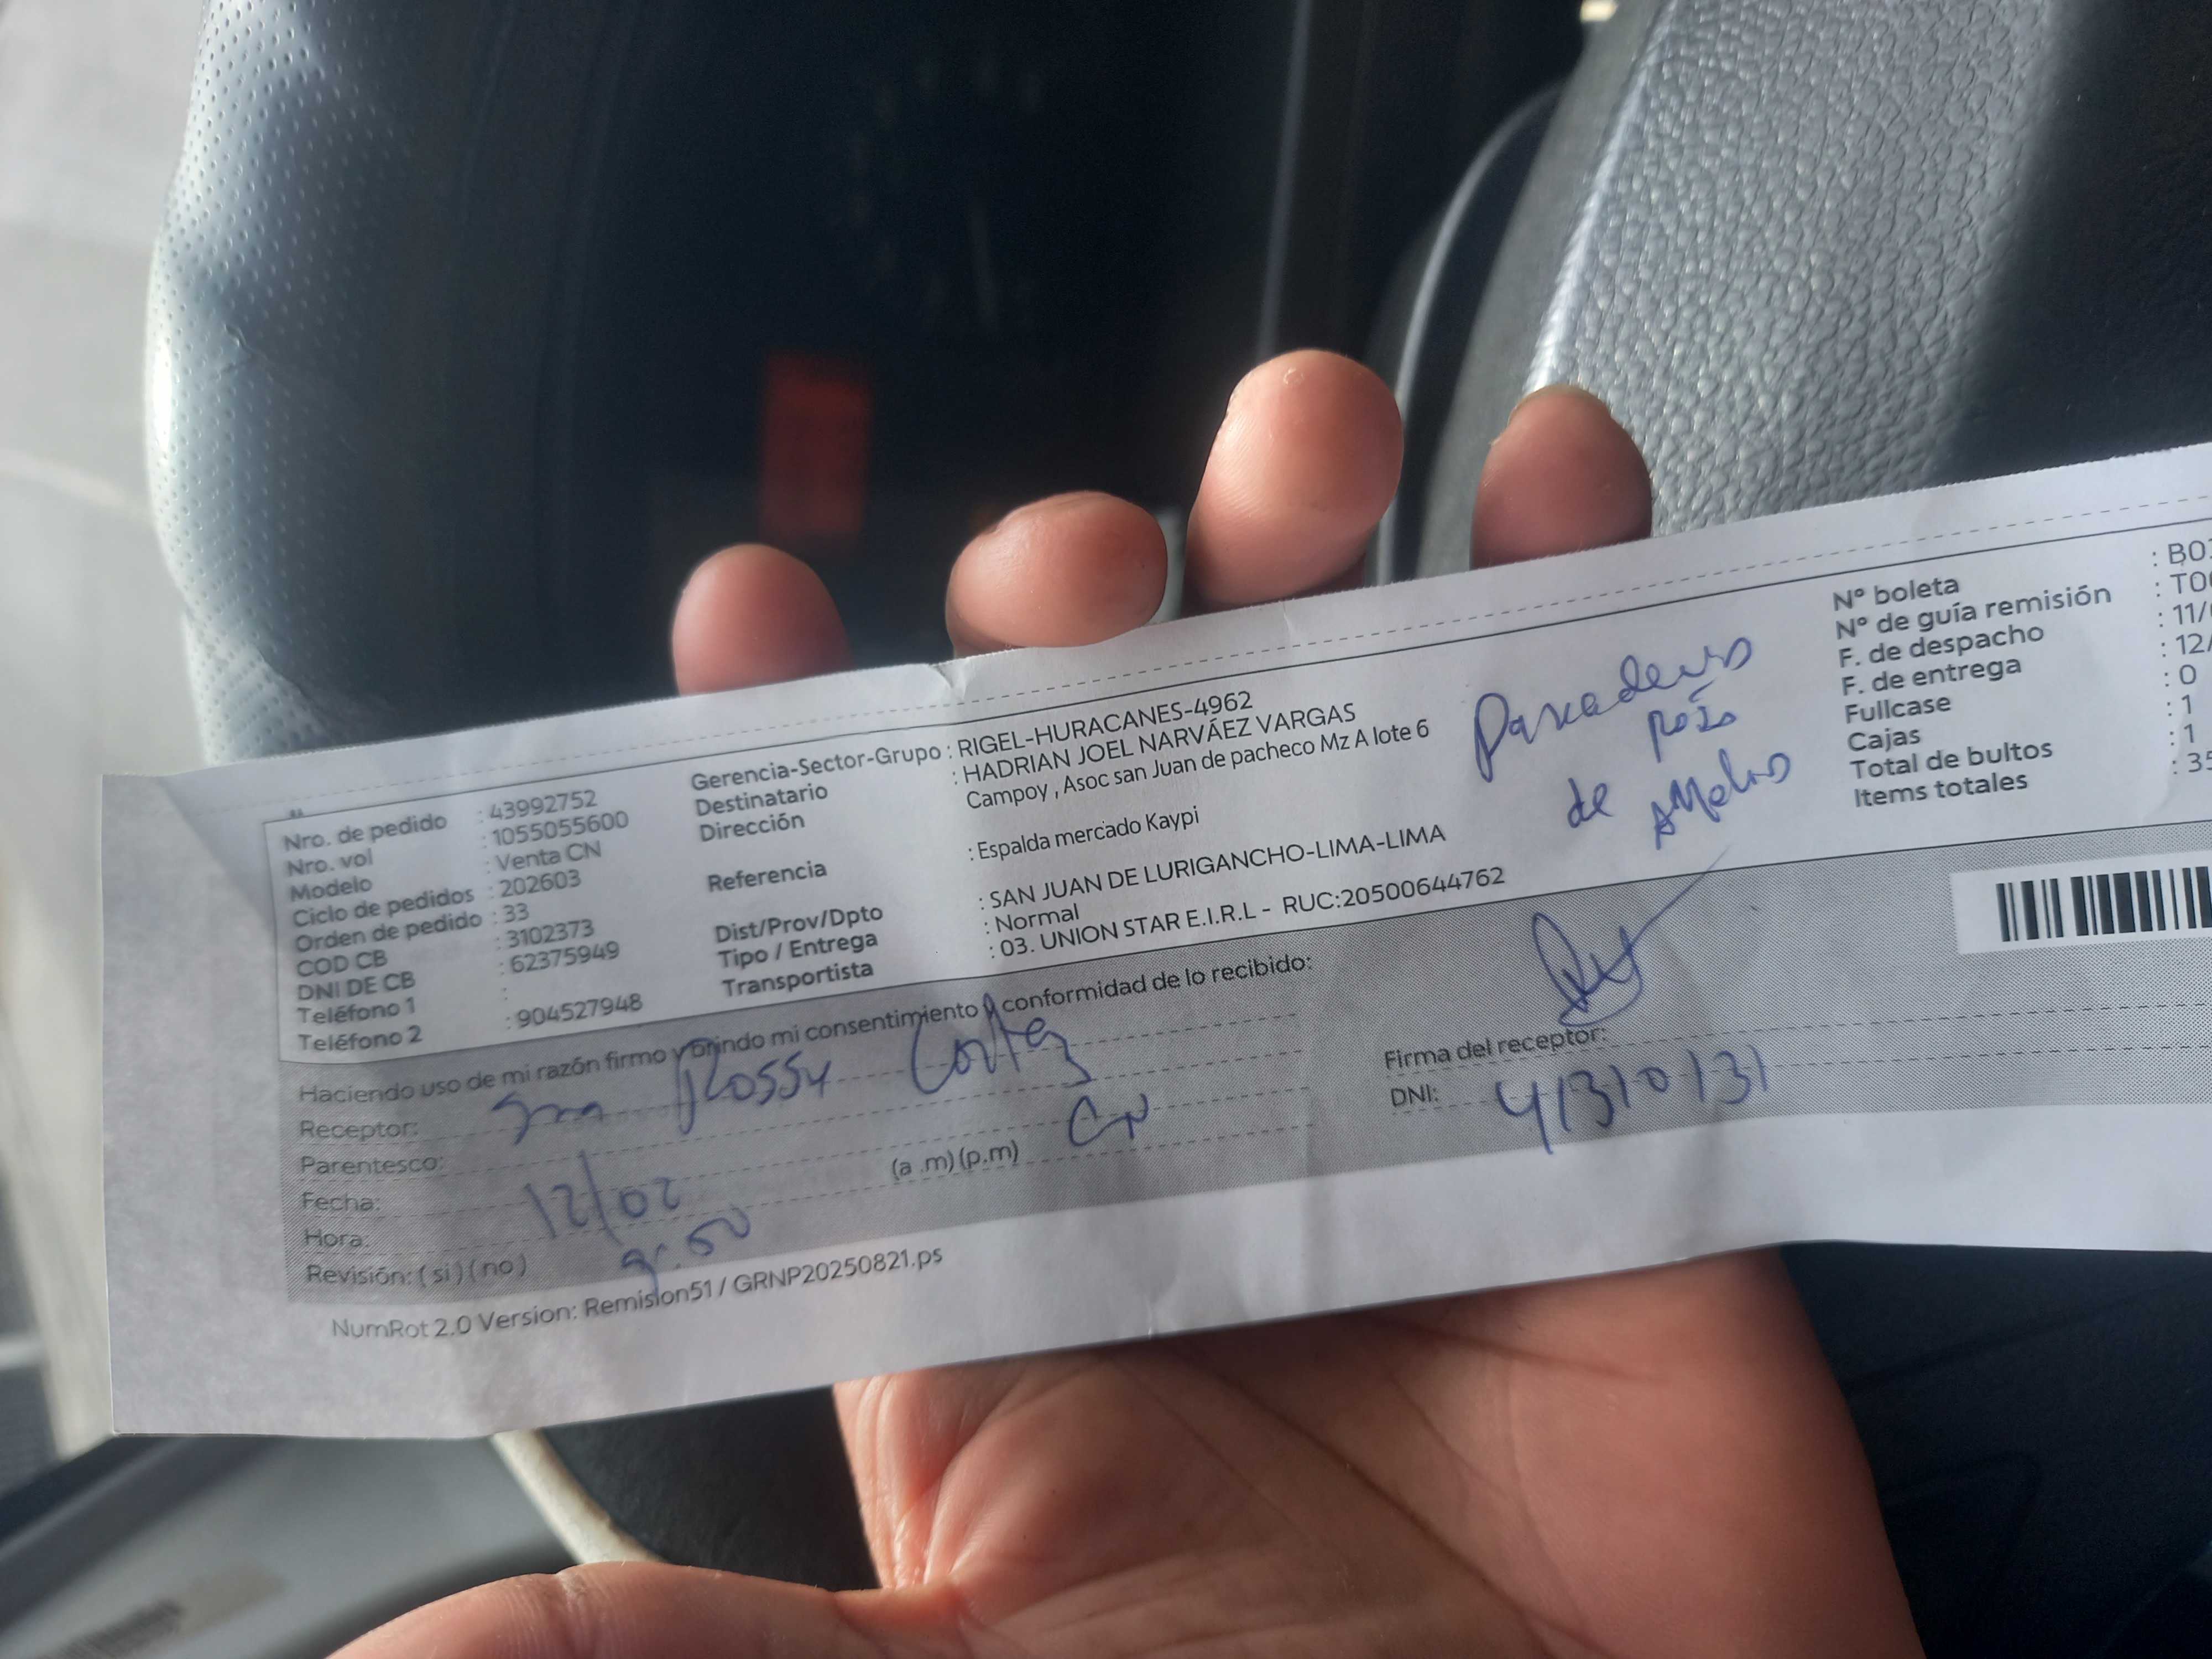 Nro. de pedido : 43992752
Nro. vol : 1055055600
Modelo : Venta CN
Ciclo de pedidos : 202603
Orden de pedido : 33
COD CB : 3102373
DNI DE CB : 62375949
Teléfono 1 :
Teléfono 2 : 904527948
Gerencia-Sector-Grupo : RIGEL-HURACANES-4962
Destinatario : HADRIAN JOEL NARVÁEZ VARGAS
Dirección Campoy , Asoc san Juan de pacheco Mz A lote 6
Referencia : Espalda mercado Kaypi
Dist/Prov/Dpto : SAN JUAN DE LURIGANCHO-LIMA-LIMA
Tipo / Entrega : Normal
Transportista : 03. UNION STAR E.I.R.L - RUC:20500644762
de
Nº boleta : B0
Nº de guía remisión : T0
F. de despacho : 11/
F. de entrega : 12/
Fullcase : 0
Cajas : 1
Total de bultos : 1
Items totales : 35
Haciendo uso de mi razón firmo y brindo mi consentimiento y conformidad de lo recibido:
Receptor: Rossy Cortez
Parentesco: CN
Fecha: 12/02
Hora: 9:50 (a .m) (p.m)
Revisión: ( si ) ( no )
Firma del receptor:
DNI: 41310131
NumRot 2.0 Version: Remision51 / GRNP20250821.ps